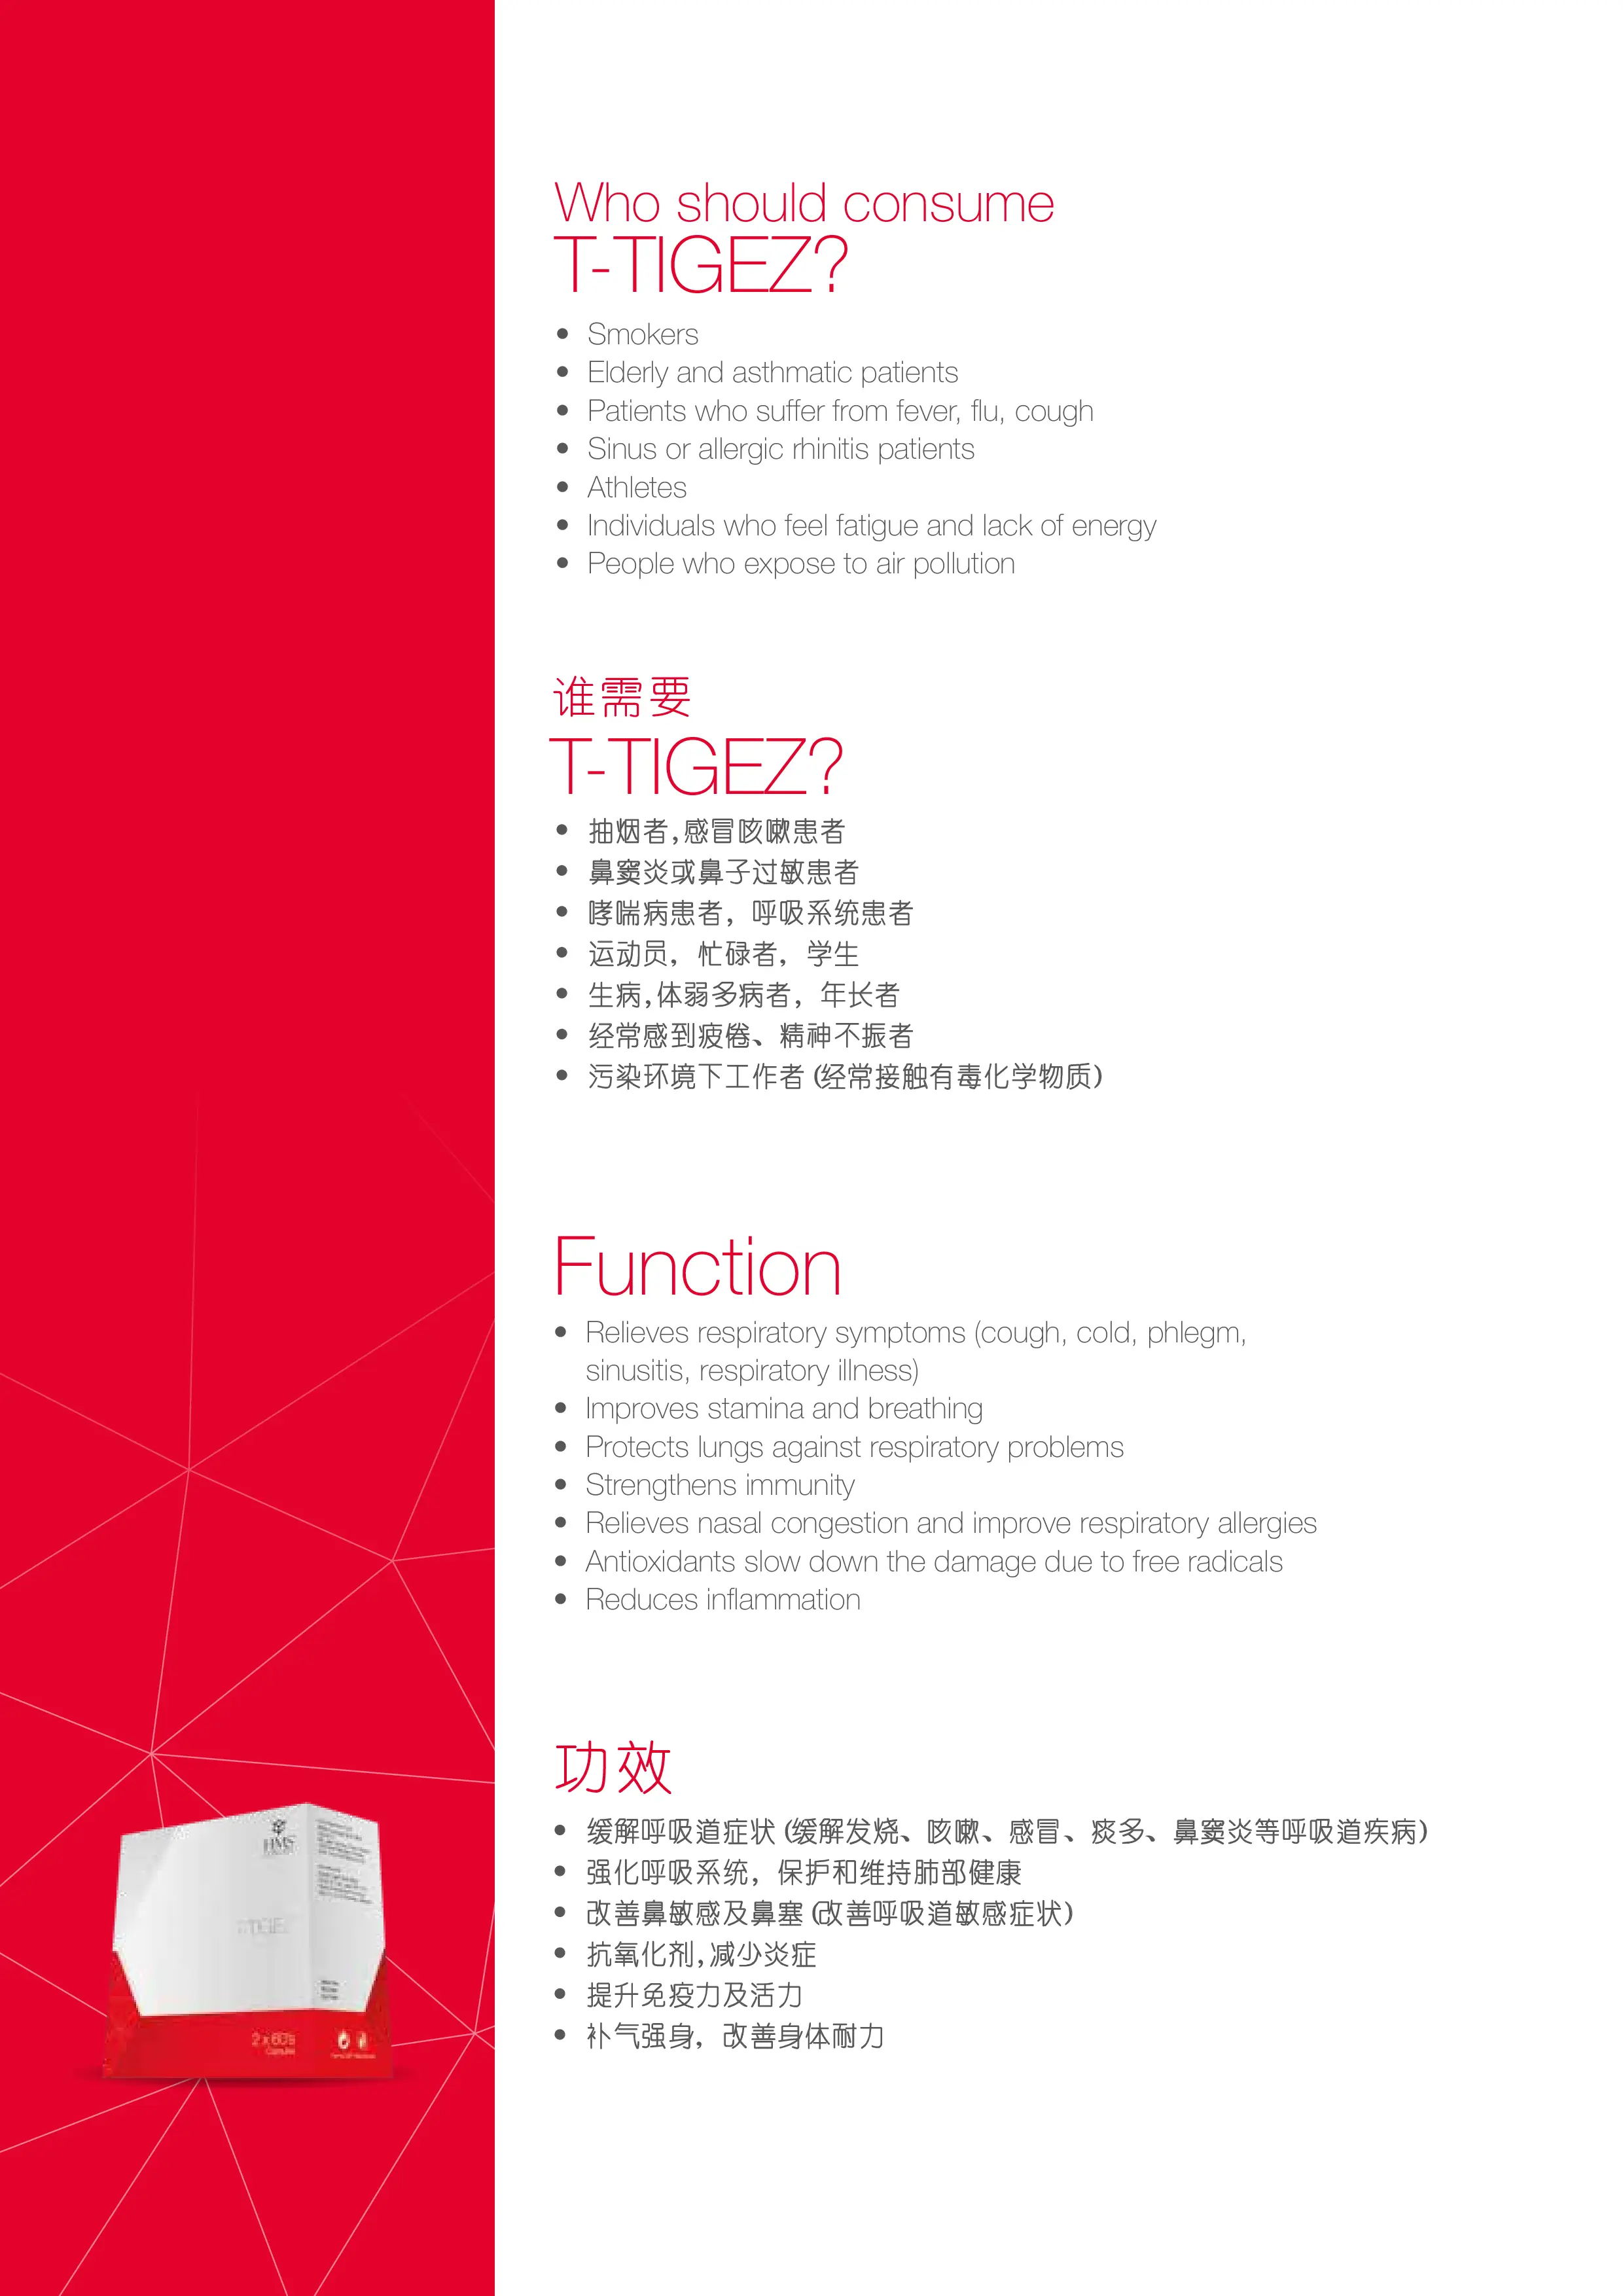 Who should consume
T-TIGEZ?
• Smokers
• Elderly and asthmatic patients
• Patients who suffer from fever, flu, cough
• Sinus or allergic rhinitis patients
• Athletes
• Individuals who feel fatigue and lack of energy
• People who expose to air pollution
谁需要
T-TIGEZ?
• 抽烟者,感冒咳嗽患者
• 鼻窦炎或鼻子过敏患者
• 哮喘病患者，呼吸系统患者
• 运动员，忙碌者，学生
• 生病,体弱多病者，年长者
• 经常感到疲倦、精神不振者
• 污染环境下工作者 (经常接触有毒化学物质)
Function
• Relieves respiratory symptoms (cough, cold, phlegm,
sinusitis, respiratory illness)
• Improves stamina and breathing
• Protects lungs against respiratory problems
• Strengthens immunity
• Relieves nasal congestion and improve respiratory allergies
• Antioxidants slow down the damage due to free radicals
• Reduces inflammation
功效
• 缓解呼吸道症状 (缓解发烧、咳嗽、感冒、痰多、鼻窦炎等呼吸道疾病)
• 强化呼吸系统，保护和维持肺部健康
• 改善鼻敏感及鼻塞 (改善呼吸道敏感症状)
• 抗氧化剂,减少炎症
• 提升免疫力及活力
• 补气强身，改善身体耐力
HMS
2 x 60's
Capsules